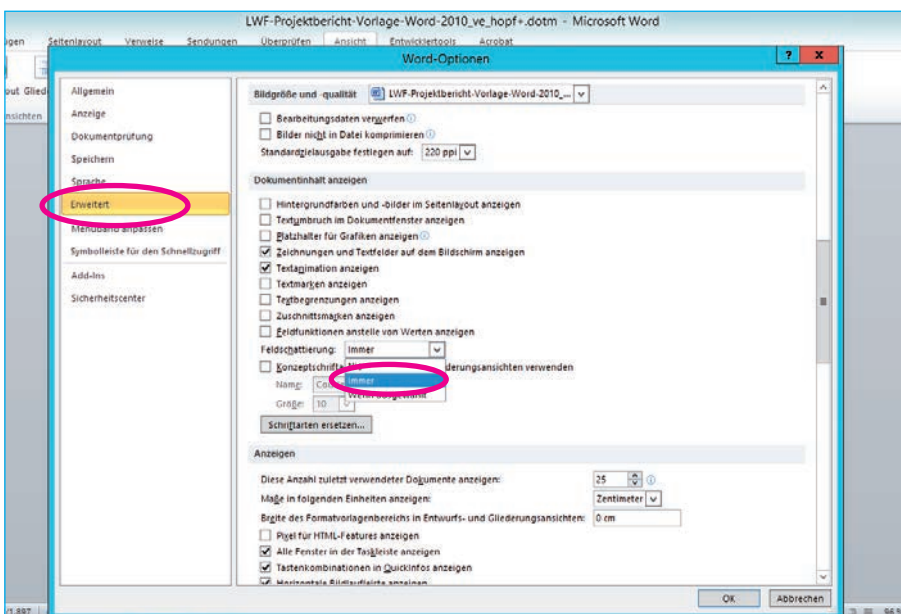 LWF-Projektbericht-Vorlage-Word-2010_ve_hopf+.dotm - Microsoft Word
Seitenlayout Verweise Sendungen Überprüfen Ansicht Entwicklertools Acrobat
Word-Optionen
Allgemein
Anzeige
Dokumentprüfung
Speichern
Sprache
Erweitert
Menüband anpassen
Symbolleiste für den Schnellzugriff
Add-Ins
Sicherheitscenter
Bildgröße und -qualität LWF-Projektbericht-Vorlage-Word-2010_...
Bearbeitungsdaten verwerfen
Bilder nicht in Datei komprimieren
Standardzielausgabe festlegen auf: 220 ppi
Dokumentinhalt anzeigen
Hintergrundfarben und -bilder im Seitenlayout anzeigen
Textumbruch im Dokumentfenster anzeigen
Platzhalter für Grafiken anzeigen
Zeichnungen und Textfelder auf dem Bildschirm anzeigen
Textanimation anzeigen
Textmarken anzeigen
Textbegrenzungen anzeigen
Zuschnittsmarken anzeigen
Feldfunktionen anstelle von Werten anzeigen
Feldschattierung: Immer
Konzeptschrifta derungsansichten verwenden
Immer
Name: Cou
Größe: 10
Schriftarten ersetzen...
Anzeigen
Diese Anzahl zuletzt verwendeter Dokumente anzeigen: 25
Maße in folgenden Einheiten anzeigen: Zentimeter
Breite des Formatvorlagenbereichs in Entwurfs- und Gliederungsansichten: 0 cm
Pixel für HTML-Features anzeigen
Alle Fenster in der Taskleiste anzeigen
Tastenkombinationen in QuickInfos anzeigen
Horizontale Bildlaufleiste anzeigen
OK Abbrechen